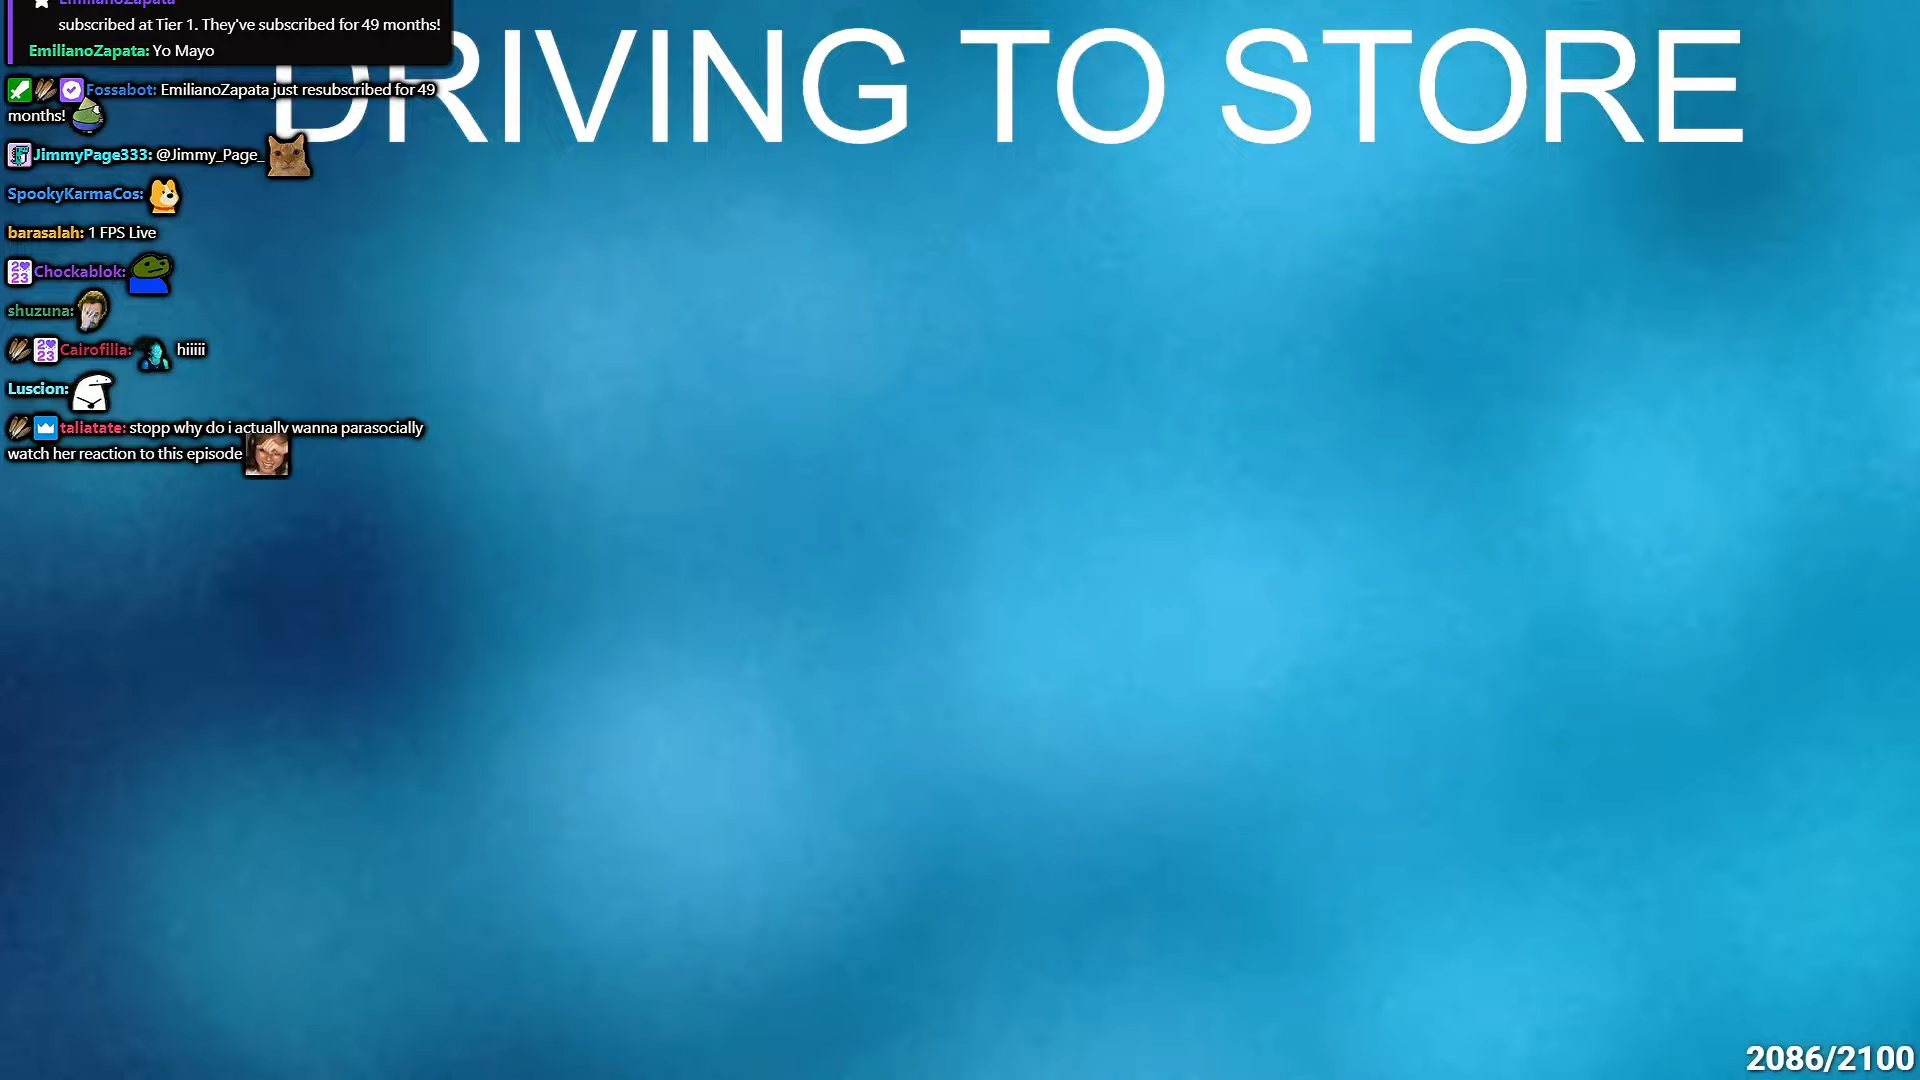 EmilianoZapata
subscribed at Tier 1. They've subscribed for 49 months!
EmilianoZapata: Yo Mayo
DRIVING TO STORE
Fossabot: EmilianoZapata just resubscribed for 49
months!
JimmyPage333: @Jimmy_Page_
SpookyKarmaCos:
barasalah: 1 FPS Live
Chockablok:
shuzuna:
Cairofilia: hiiiii
Luscion:
taliatate: stopp why do i actually wanna parasocially
watch her reaction to this episode
2086/2100